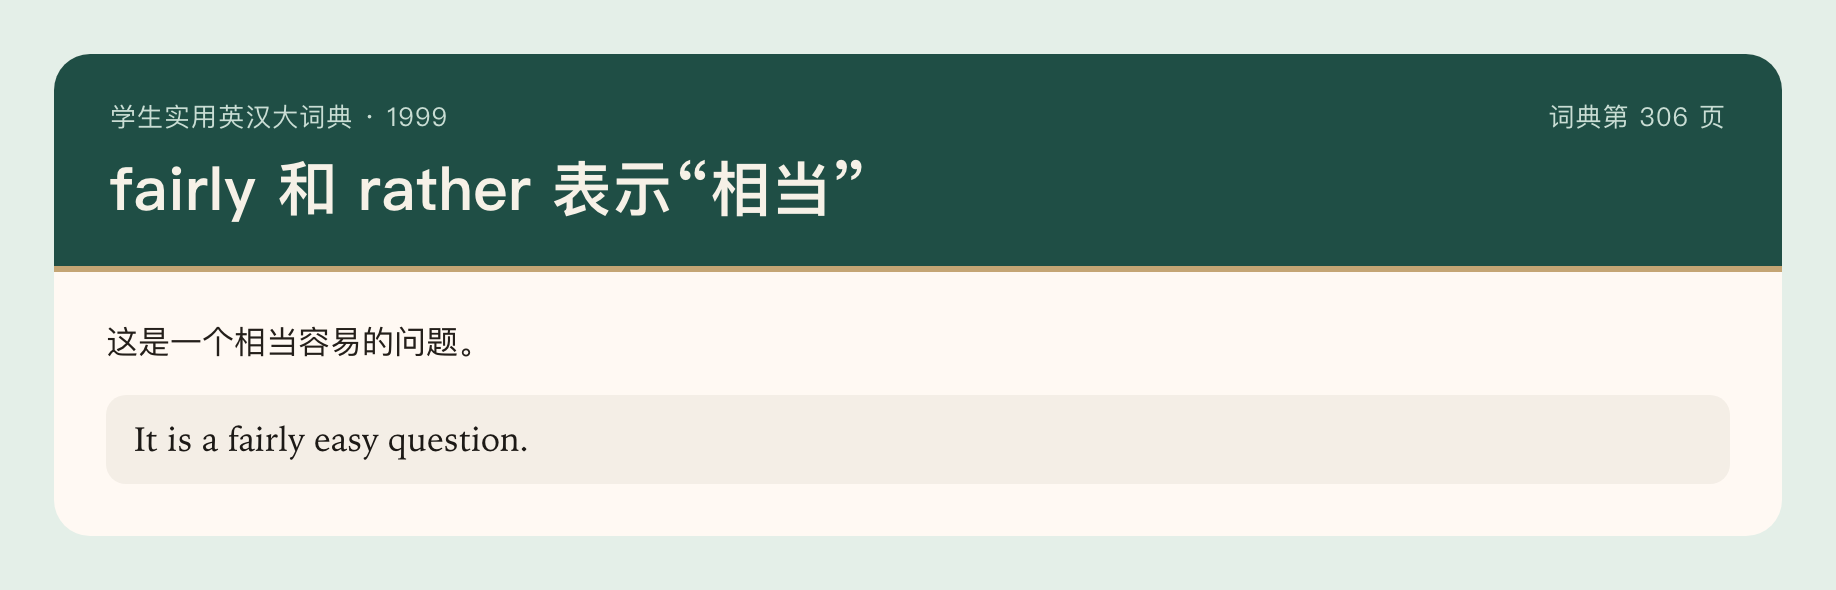 学生实用英汉大词典 · 1999
词典第 306 页
fairly 和 rather 表示“相当”
这是一个相当容易的问题。
It is a fairly easy question.